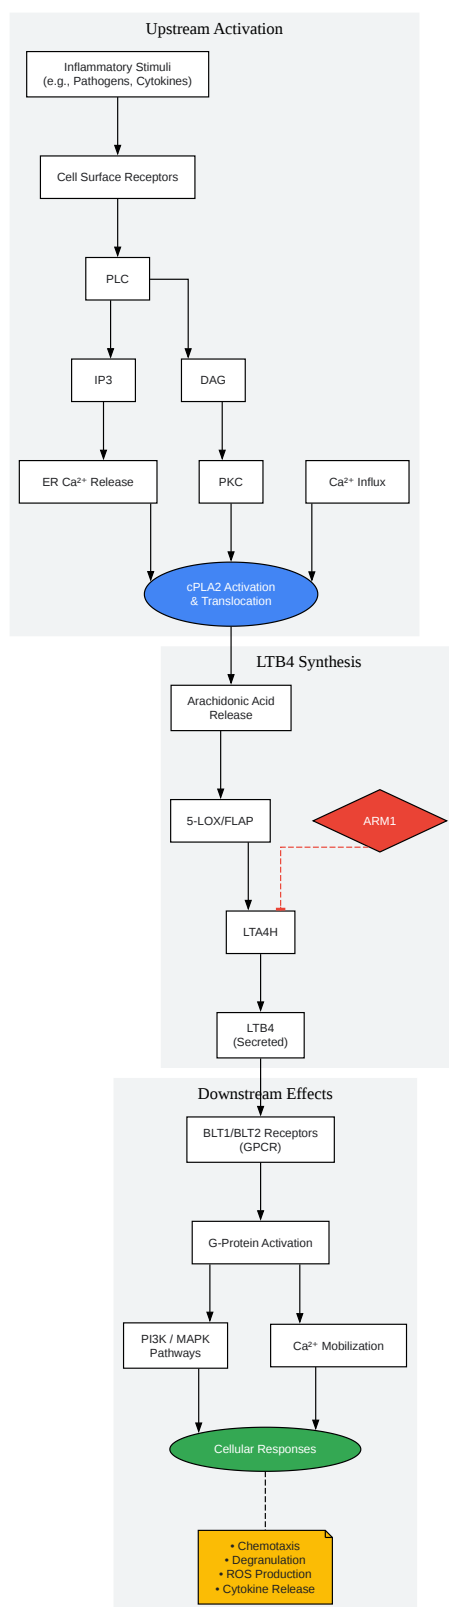 Upstream Activation
Inflammatory Stimuli
(e.g., Pathogens, Cytokines)
Cell Surface Receptors
PLC
IP3
DAG
ER Ca²⁺ Release
PKC
Ca²⁺ Influx
cPLA2 Activation
& Translocation
LTB4 Synthesis
Arachidonic Acid
Release
5-LOX/FLAP
ARM1
LTA4H
LTB4
(Secreted)
Downstream Effects
BLT1/BLT2 Receptors
(GPCR)
G-Protein Activation
PI3K / MAPK
Pathways
Ca²⁺ Mobilization
Cellular Responses
• Chemotaxis
• Degranulation
• ROS Production
• Cytokine Release